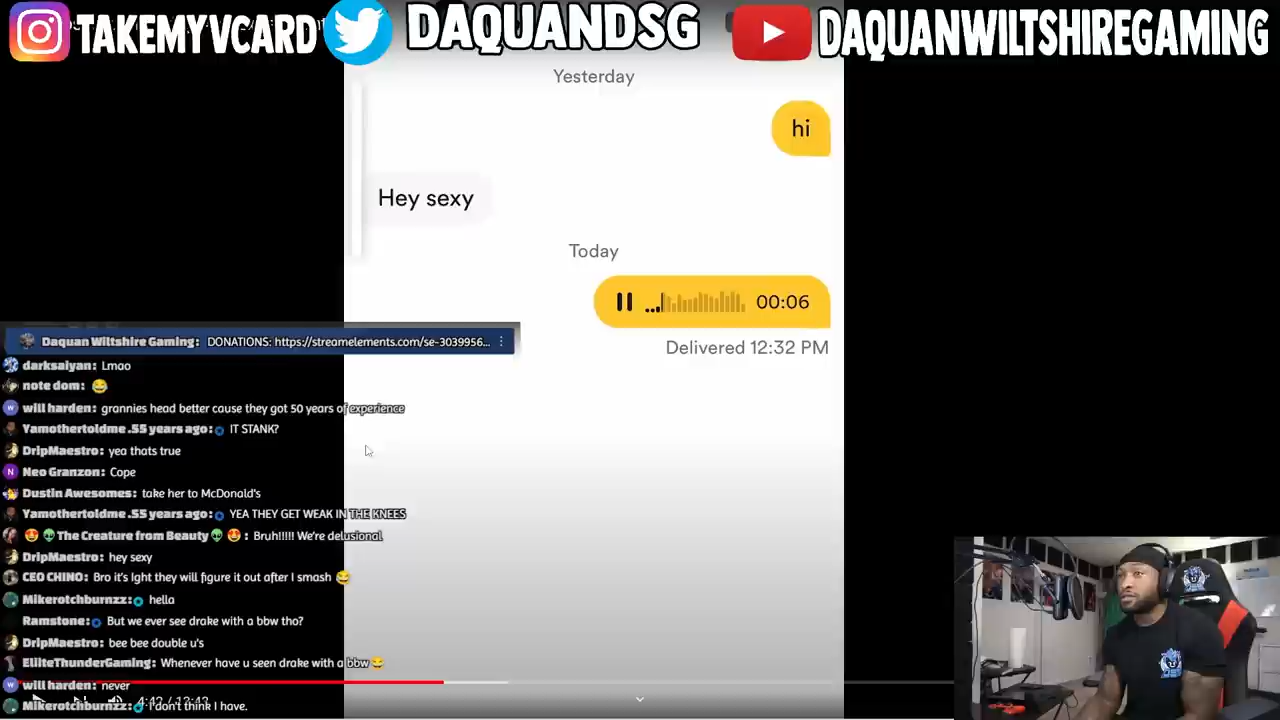 TAKEMYVCARD
DAQUANDSG
DAQUANWILTSHIREGAMING
Yesterday
hi
Hey sexy
Today
00:06
Delivered 12:32 PM
Daquan Wiltshire Gaming: DONATIONS: https://streamelements.com/se-3039956...
darksaiyan: Lmao
note dom: 😂
will harden: grannies head better cause they got 50 years of experience
Yamothertoldme .55 years ago: IT STANK?
DripMaestro: yea thats true
N Neo Granzon: Cope
Dustin Awesomes: take her to McDonald's
Yamothertoldme .55 years ago: YEA THEY GET WEAK IN THE KNEES
😍 👽 The Creature from Beauty 👽 😍 : Bruh!!!!! We're delusional
DripMaestro: hey sexy
CEO CHINO: Bro it's lght they will figure it out after I smash 😂
Mikerotchburnzz: hella
Ramstone: But we ever see drake with a bbw tho?
DripMaestro: bee bee double u's
EliiteThunderGaming: Whenever have u seen drake with a bbw 😂
W will harden: never
4:42 / 12:42
Mikerotchburnzz: I don't think I have.